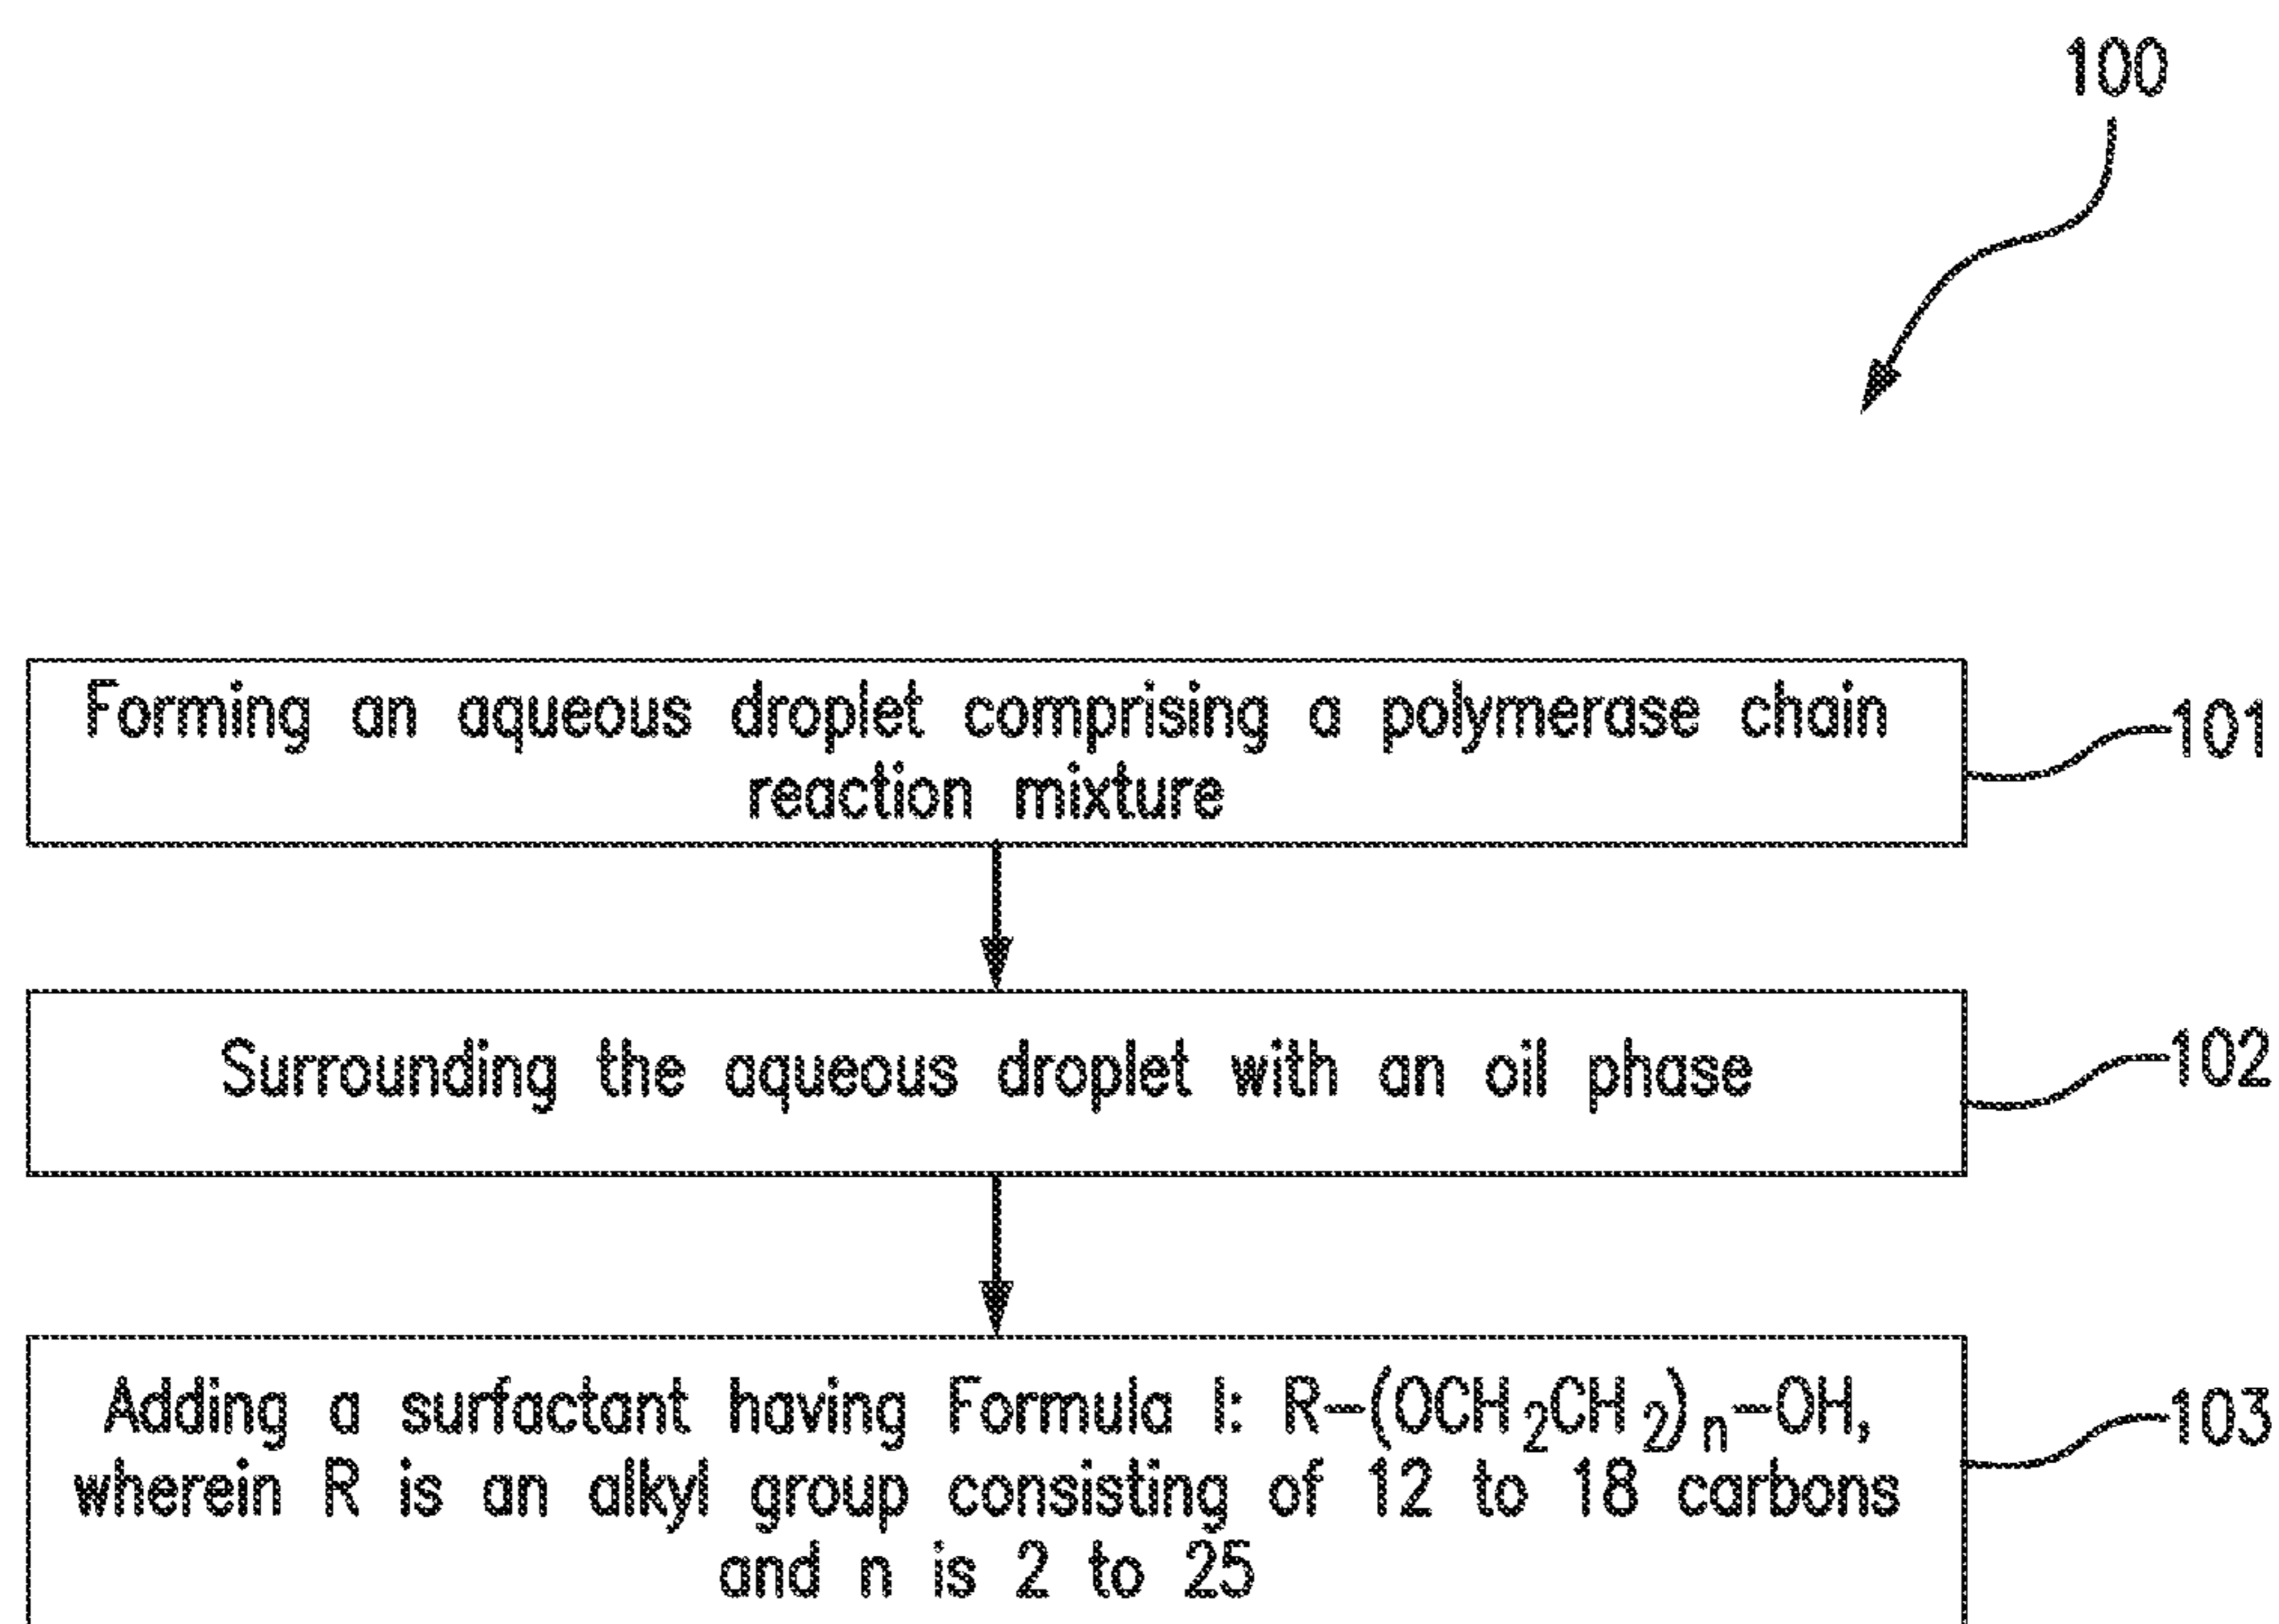 100
Forming an aqueous droplet comprising a polymerase chain
reaction mixture
101
Surrounding the aqueous droplet with an oil phase
102
Adding a surfactant having Formula I: R-(OCH₂CH₂)ₙ-OH,
wherein R is an alkyl group consisting of 12 to 18 carbons
and n is 2 to 25
103